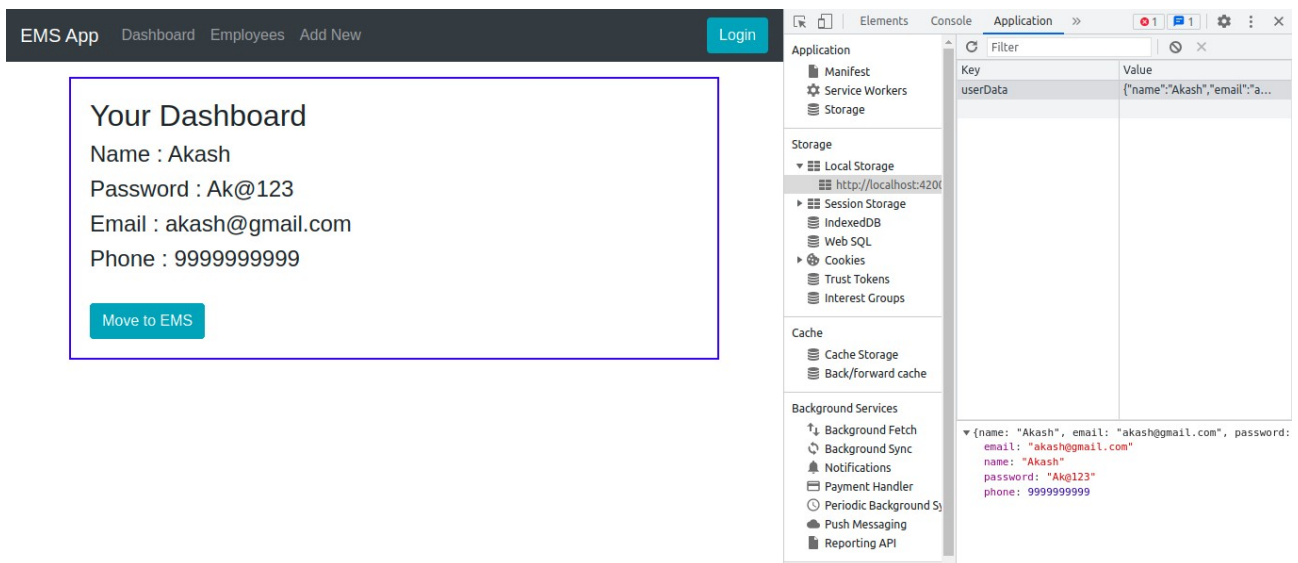 EMS App Dashboard Employees Add New Login
Your Dashboard
Name : Akash
Password : Ak@123
Email : akash@gmail.com
Phone : 9999999999
Move to EMS
Elements Console Application » 1 1
Application
Manifest
Service Workers
Storage
Storage
Local Storage
http://localhost:4200
Session Storage
IndexedDB
Web SQL
Cookies
Trust Tokens
Interest Groups
Cache
Cache Storage
Back/forward cache
Background Services
Background Fetch
Background Sync
Notifications
Payment Handler
Periodic Background Sy
Push Messaging
Reporting API
Filter
Key Value
userData {"name":"Akash","email":"a...
{name: "Akash", email: "akash@gmail.com", password:
email: "akash@gmail.com"
name: "Akash"
password: "Ak@123"
phone: 9999999999